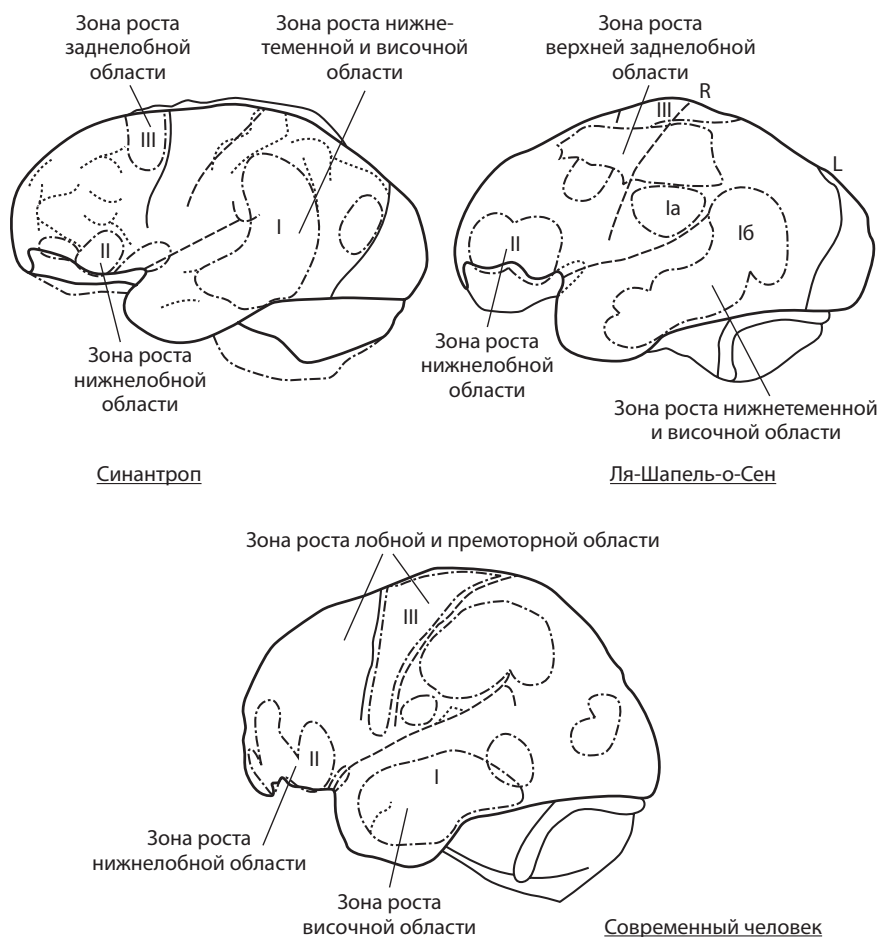 Зона роста
заднелобной
области
Зона роста нижне-
теменной и височной
области
III
I
II
Зона роста
нижнелобной
области
Синантроп
Зона роста
верхней заднелобной
области
R
III
L
Iа
Iб
II
Зона роста
нижнелобной
области
Зона роста нижнетеменной
и височной области
Ля-Шапель-о-Сен
Зона роста лобной и премоторной области
III
II
I
Зона роста
нижнелобной области
Зона роста
височной области
Современный человек